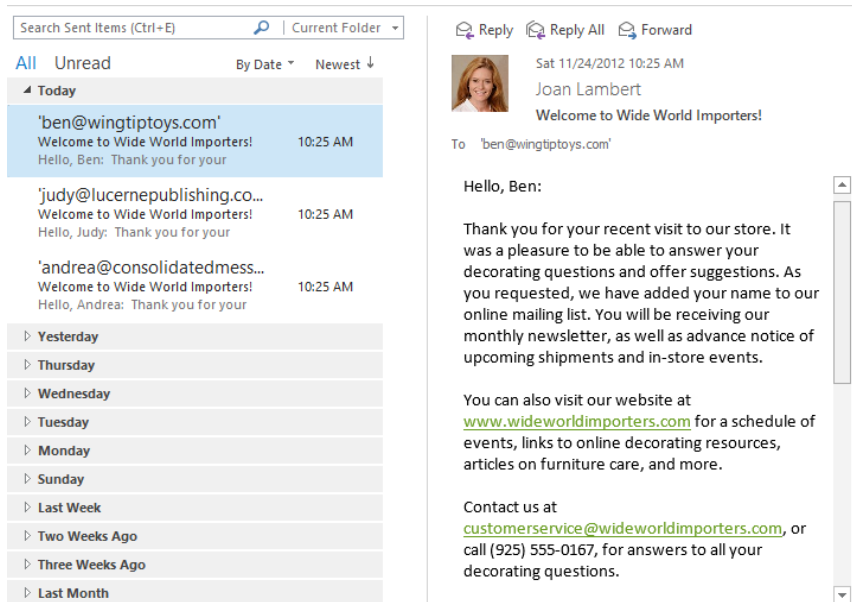 Search Sent Items (Ctrl+E) Current Folder
All Unread By Date Newest
Today
'ben@wingtiptoys.com'
Welcome to Wide World Importers! 10:25 AM
Hello, Ben: Thank you for your
'judy@lucernepublishing.co...
Welcome to Wide World Importers! 10:25 AM
Hello, Judy: Thank you for your
'andrea@consolidatedmess...
Welcome to Wide World Importers! 10:25 AM
Hello, Andrea: Thank you for your
Yesterday
Thursday
Wednesday
Tuesday
Monday
Sunday
Last Week
Two Weeks Ago
Three Weeks Ago
Last Month
Reply Reply All Forward
Sat 11/24/2012 10:25 AM
Joan Lambert
Welcome to Wide World Importers!
To 'ben@wingtiptoys.com'
Hello, Ben:
Thank you for your recent visit to our store. It
was a pleasure to be able to answer your
decorating questions and offer suggestions. As
you requested, we have added your name to our
online mailing list. You will be receiving our
monthly newsletter, as well as advance notice of
upcoming shipments and in-store events.
You can also visit our website at
www.wideworldimporters.com for a schedule of
events, links to online decorating resources,
articles on furniture care, and more.
Contact us at
customerservice@wideworldimporters.com, or
call (925) 555-0167, for answers to all your
decorating questions.